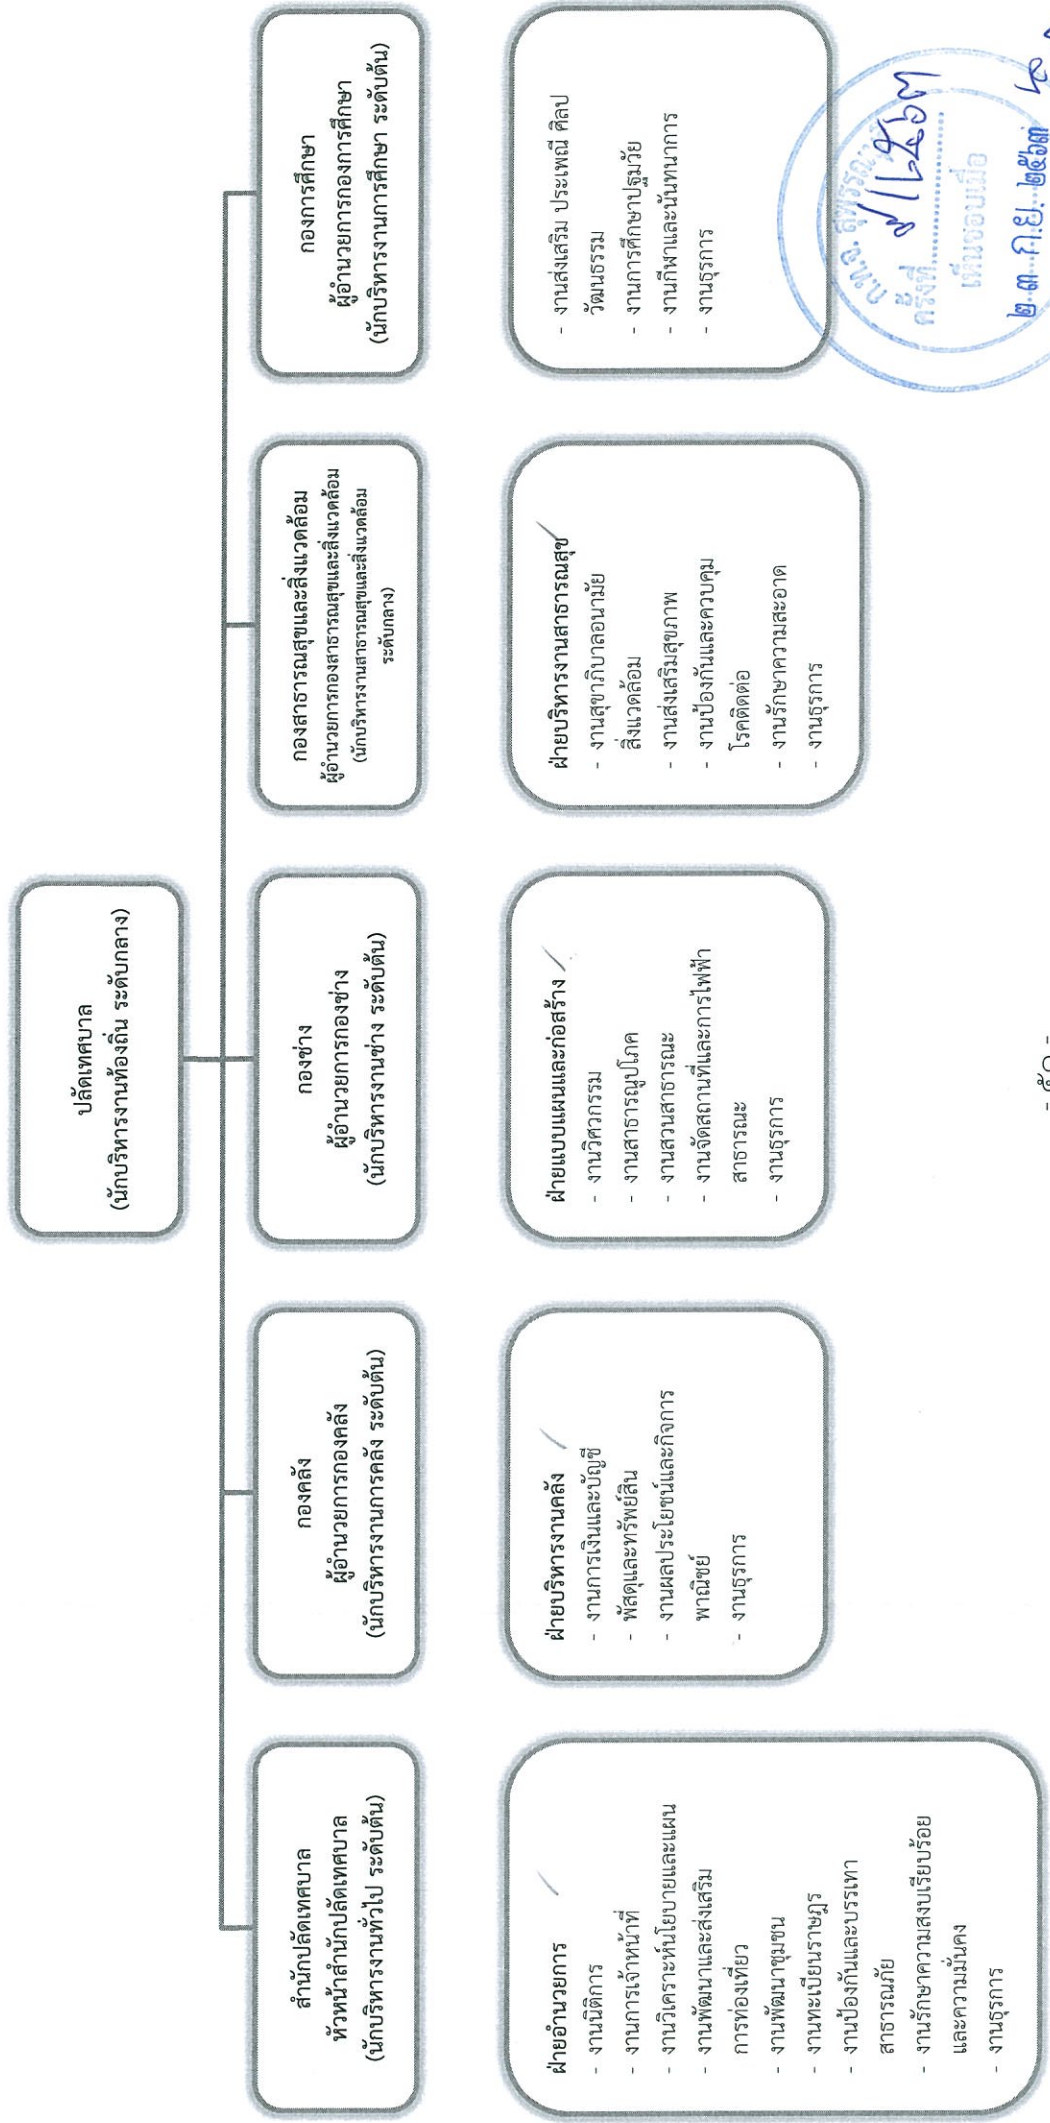 ปลัดเทศบาล
(นักบริหารงานท้องถิ่น ระดับกลาง)
สำนักปลัดเทศบาล
หัวหน้าสำนักปลัดเทศบาล
(นักบริหารงานทั่วไป ระดับต้น)
กองคลัง
ผู้อำนวยการกองคลัง
(นักบริหารงานการคลัง ระดับต้น)
กองช่าง
ผู้อำนวยการกองช่าง
(นักบริหารงานช่าง ระดับต้น)
กองสาธารณสุขและสิ่งแวดล้อม
ผู้อำนวยการกองสาธารณสุขและสิ่งแวดล้อม
(นักบริหารงานสาธารณสุขและสิ่งแวดล้อม
ระดับกลาง)
กองการศึกษา
ผู้อำนวยการกองการศึกษา
(นักบริหารงานการศึกษา ระดับต้น)
ฝ่ายอำนวยการ
- งานนิติการ
- งานการเจ้าหน้าที่
- งานวิเคราะห์นโยบายและแผน
- งานพัฒนาและส่งเสริม
การท่องเที่ยว
- งานพัฒนาชุมชน
- งานทะเบียนราษฎร
- งานป้องกันและบรรเทา
สาธารณภัย
- งานรักษาความสงบเรียบร้อย
และความมั่นคง
- งานธุรการ
ฝ่ายบริหารงานคลัง
- งานการเงินและบัญชี
- พัสดุและทรัพย์สิน
- งานผลประโยชน์และกิจการ
พาณิชย์
- งานธุรการ
ฝ่ายแบบแผนและก่อสร้าง
- งานวิศวกรรม
- งานสาธารณูปโภค
- งานสวนสาธารณะ
- งานจัดสถานที่และการไฟฟ้า
สาธารณะ
- งานธุรการ
ฝ่ายบริหารงานสาธารณสุข
- งานสุขาภิบาลอนามัย
สิ่งแวดล้อม
- งานส่งเสริมสุขภาพ
- งานป้องกันและควบคุม
โรคติดต่อ
- งานรักษาความสะอาด
- งานธุรการ
- งานส่งเสริม ประเพณี ศิลป
วัฒนธรรม
- งานการศึกษาปฐมวัย
- งานกีฬาและนันทนาการ
- งานธุรการ
ก.ท.จ.
ครั้งที่ ๙/๒๕๖๓
เห็นชอบเมื่อ
๒๓ ก.ย. ๒๕๖๓